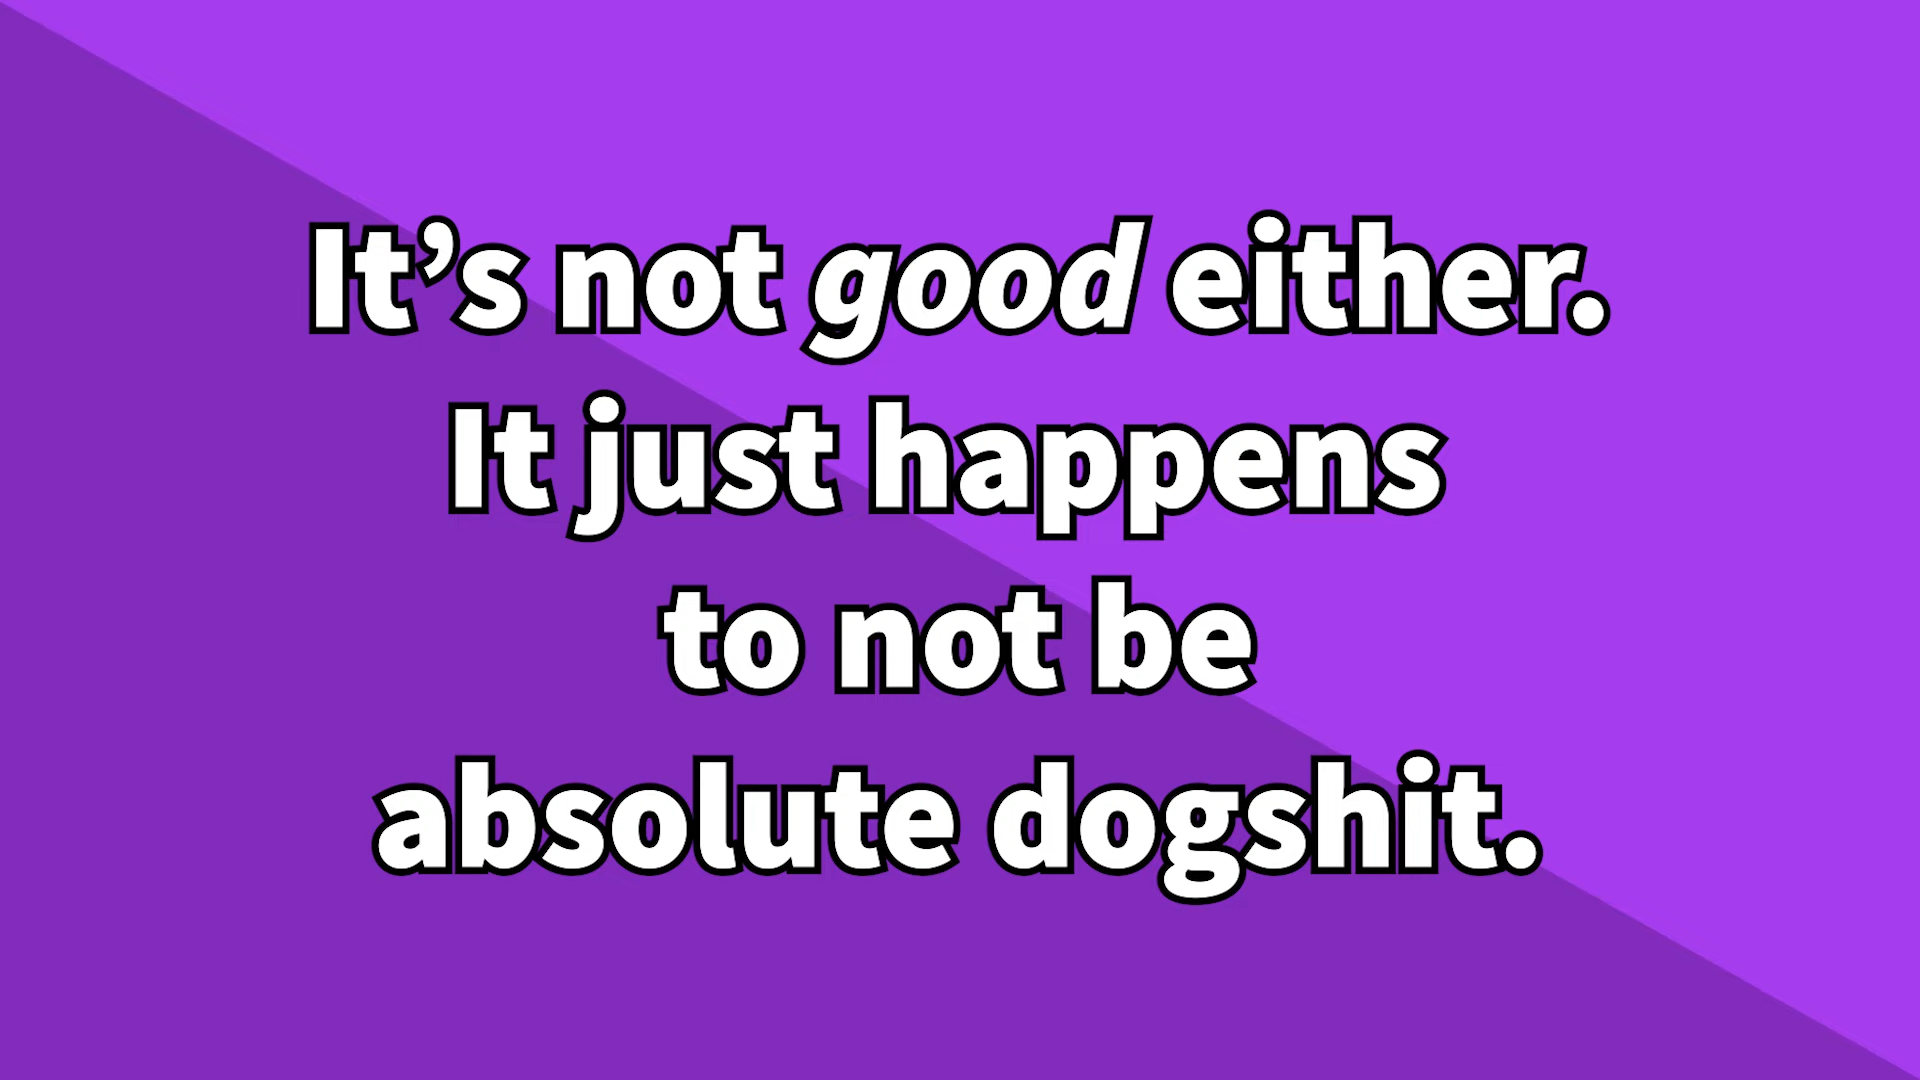 It’s not good either.
It just happens
to not be
absolute dogshit.